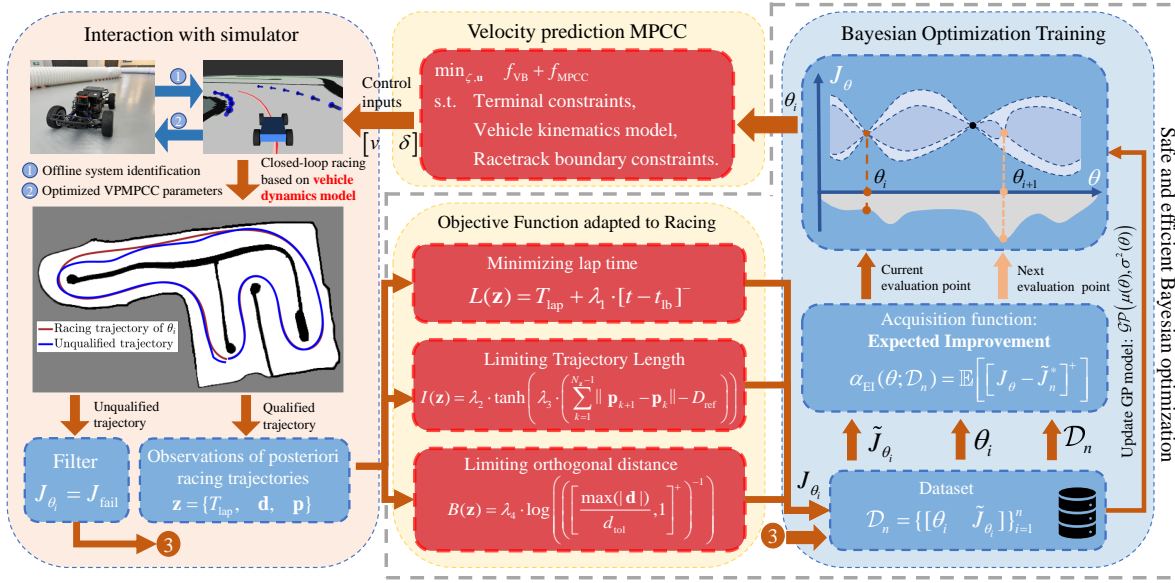 Interaction with simulator
1
2
1 Offline system identification
2 Optimized VPMPCC parameters
Closed-loop racing
based on vehicle
dynamics model
Racing trajectory of θ_i
Unqualified trajectory
Unqualified
trajectory
Qualified
trajectory
Filter
J_{θ_i} = J_fail
3
Observations of posteriori
racing trajectories
z = {T_lap, d, p}
Velocity prediction MPCC
min_{ζ,u} f_VB + f_MPCC
s.t. Terminal constraints,
Vehicle kinematics model,
Racetrack boundary constraints.
Control
inputs
[v δ]
θ_i
Objective Function adapted to Racing
Minimizing lap time
L(z) = T_lap + λ_1 · [t − t_lb]^−
Limiting Trajectory Length
I(z) = λ_2 · tanh(λ_3 · (∑_{k=1}^{N_s−1} || p_{k+1} − p_k || − D_ref))
Limiting orthogonal distance
B(z) = λ_4 · log(([max(| d |)/d_tol, 1]^+)^{−1})
Bayesian Optimization Training
J_θ
θ_i
θ_{i+1}
θ
Current
evaluation point
Next
evaluation point
Acquisition function:
Expected Improvement
α_EI(θ; D_n) = 𝔼[[J_θ − J̃_n^*]^+]
J̃_{θ_i}
θ_i
D_n
J_{θ_i}
3
Dataset
D_n = {[θ_i J̃_{θ_i}]}_{i=1}^n
Update GP model: GP(μ(θ), σ²(θ))
Safe and efficient Bayesian optimization